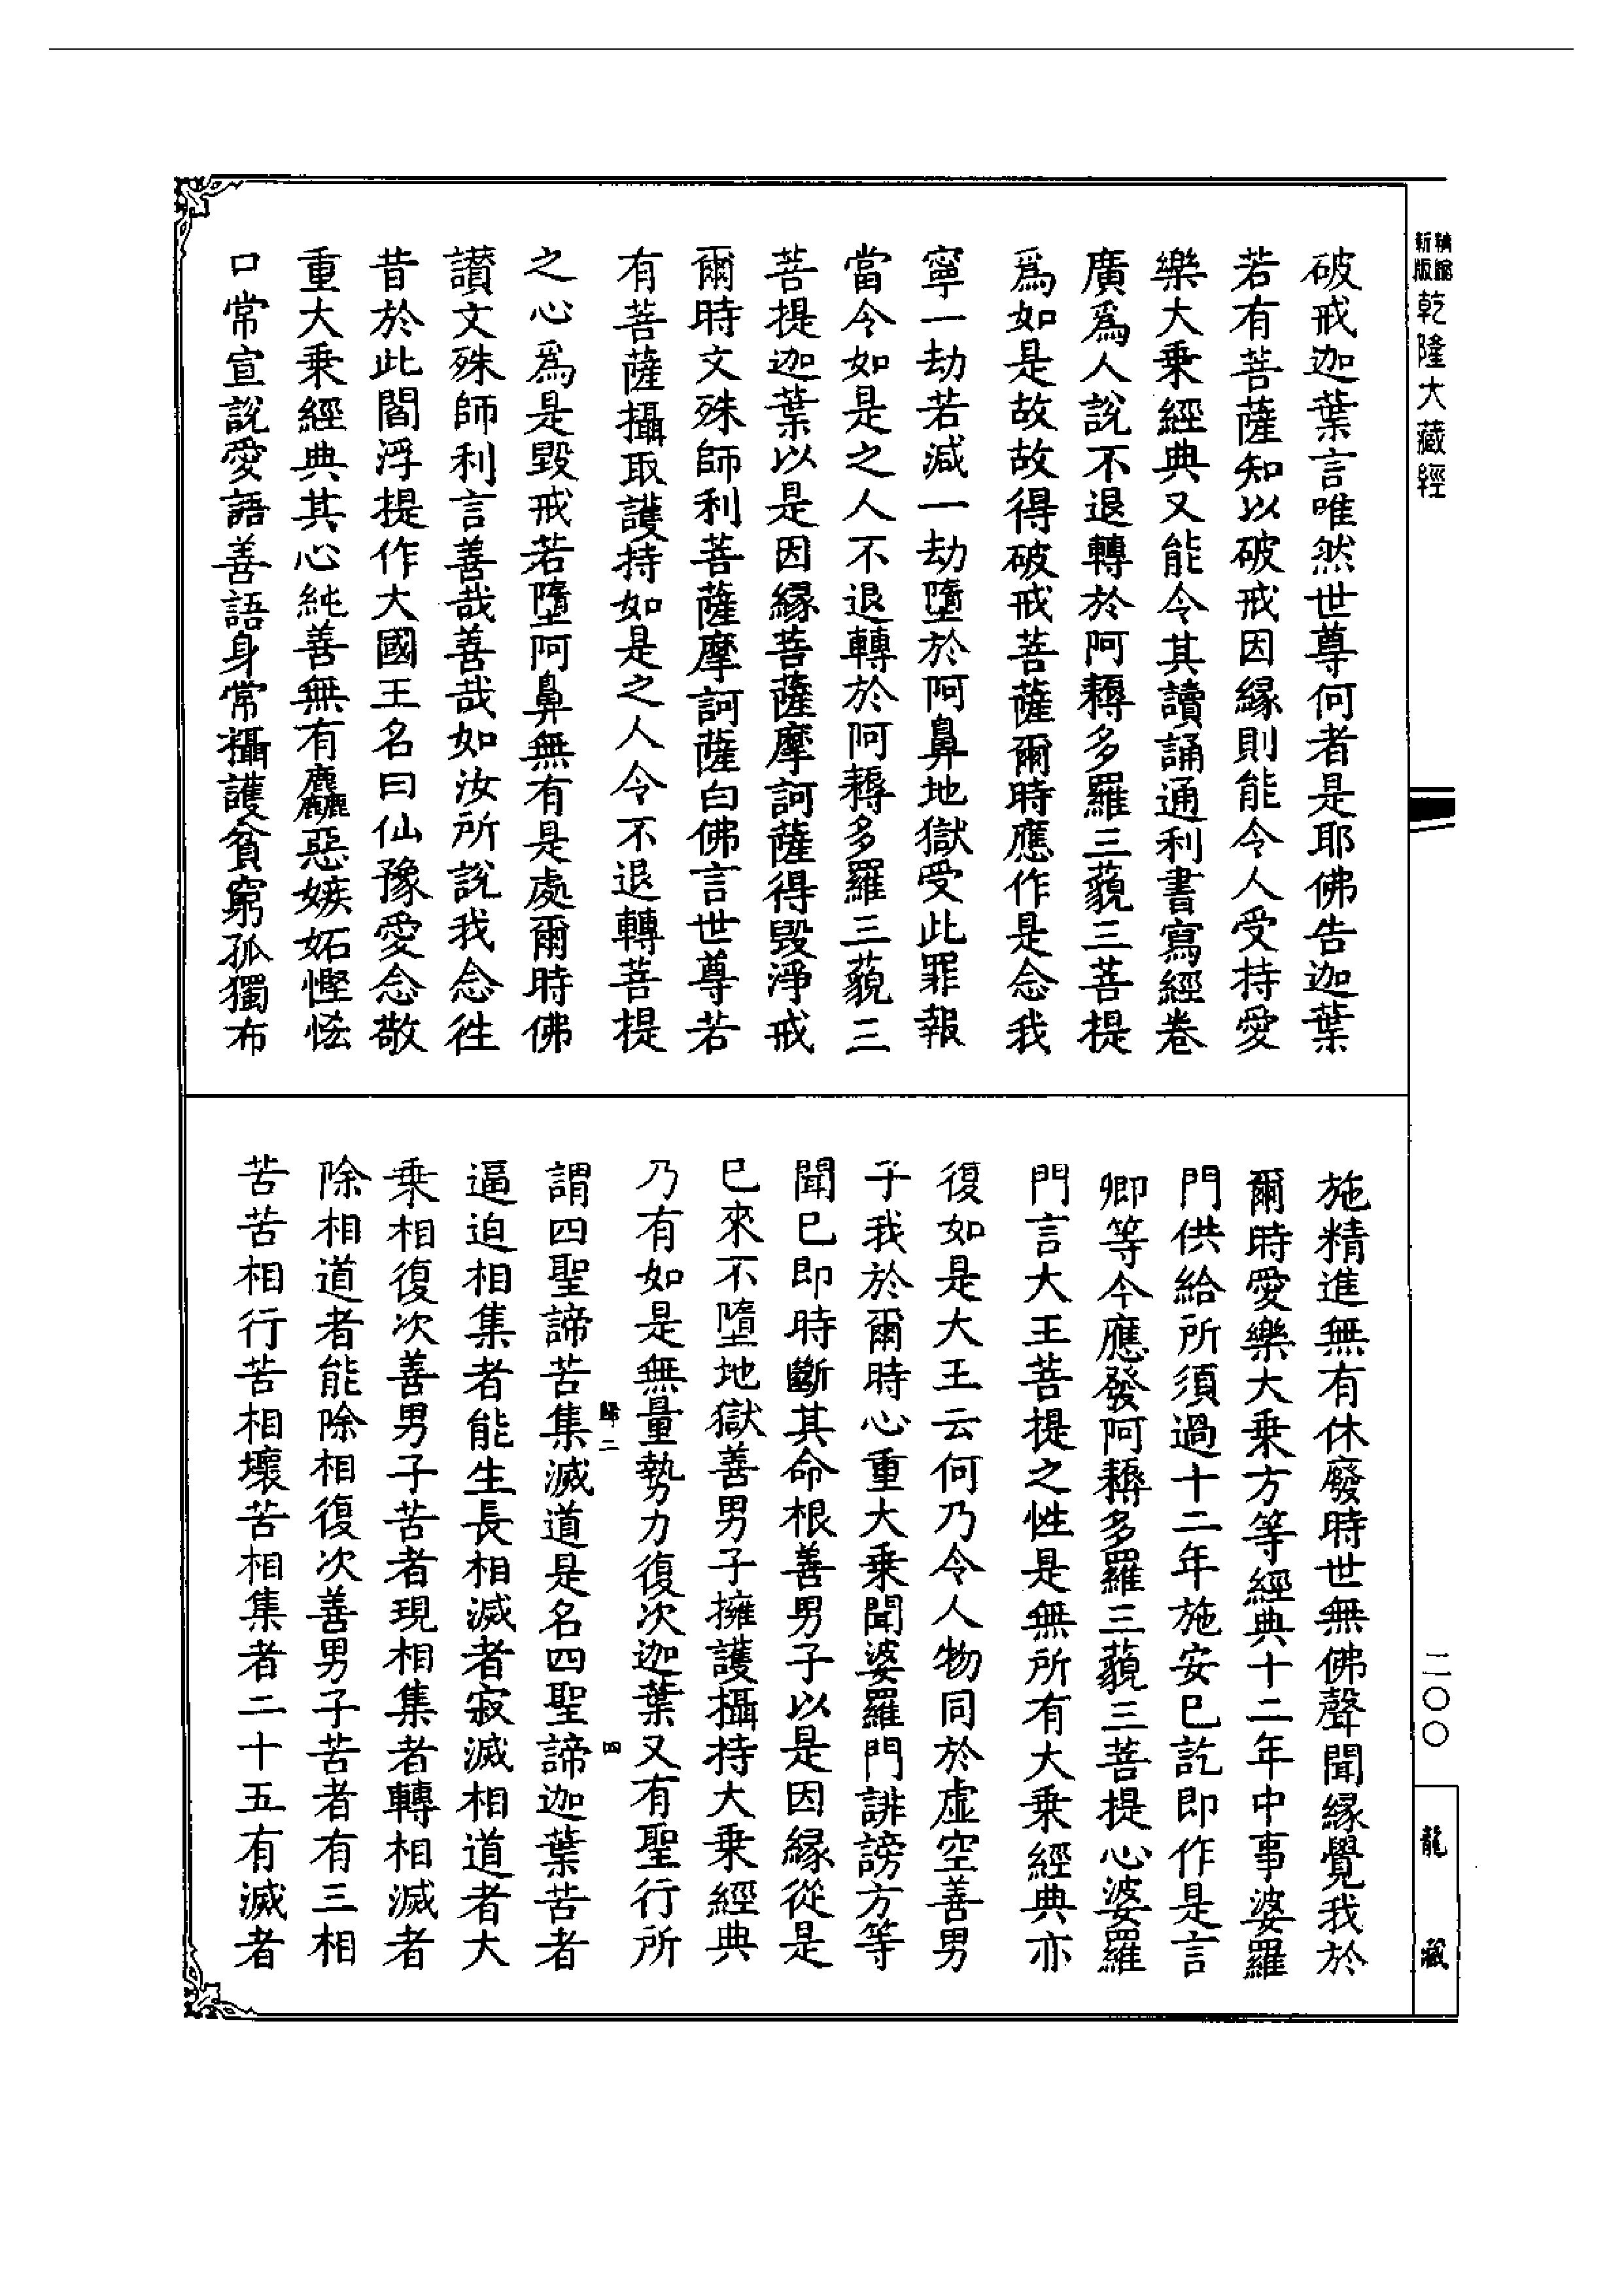 精縮新版乾隆大藏經
破戒迦葉言唯然世尊何者是耶佛告迦葉
若有菩薩知以破戒因緣則能令人受持愛
樂大乗經典又能令其讀誦通利書寫經卷
廣爲人說不退轉於阿耨多羅三藐三菩提
爲如是故故得破戒菩薩爾時應作是念我
寧一劫若減一劫墮於阿鼻地獄受此罪報
當令如是之人不退轉於阿耨多羅三藐三
菩提迦葉以是因緣菩薩摩訶薩得毀淨戒
爾時文殊師利菩薩摩訶薩白佛言世尊若
有菩薩攝取護持如是之人令不退轉菩提
之心爲是毀戒若墮阿鼻無有是處爾時佛
讃文殊師利言善哉善哉如汝所說我念徃
昔於此閻浮提作大國王名曰仙豫愛念敬
重大乗經典其心純善無有麤惡嫉妬慳悋
口常宣說愛語善語身常攝護貧窮孤獨布
施精進無有休廢時世無佛聲聞緣覺我於
爾時愛樂大乗方等經典十二年中事婆羅
門供給所須過十二年施安巳訖即作是言
卿等今應發阿耨多羅三藐三菩提心婆羅
門言大王菩提之性是無所有大乗經典亦
復如是大王云何乃令人物同於虛空善男
子我於爾時心重大乗聞婆羅門誹謗方等
聞巳即時斷其命根善男子以是因緣從是
巳來不墮地獄善男子擁護攝持大乗經典
乃有如是無量勢力復次迦葉又有聖行所
歸二 四
謂四聖諦苦集滅道是名四聖諦迦葉苦者
逼迫相集者能生長相滅者寂滅相道者大
乗相復次善男子苦者現相集者轉相滅者
除相道者能除相復次善男子苦者有三相
苦苦相行苦相壞苦相集者二十五有滅者
二〇〇
龍藏